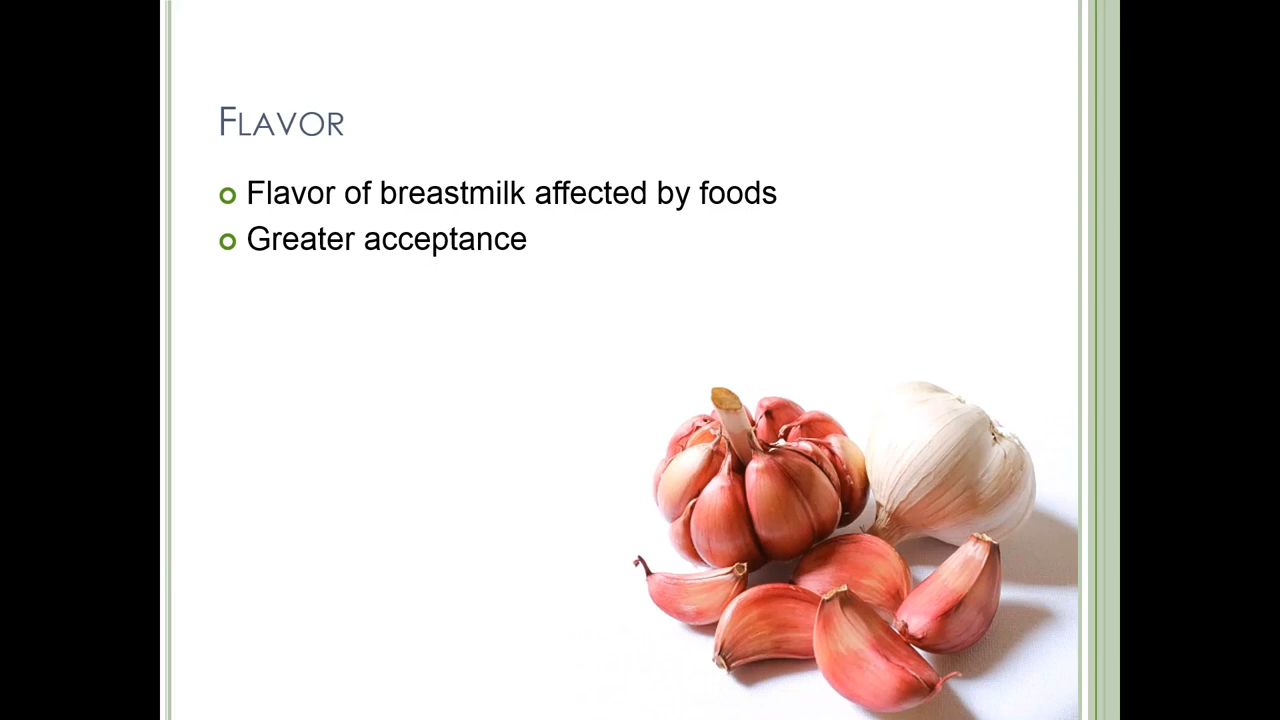 Flavor
Flavor of breastmilk affected by foods
Greater acceptance